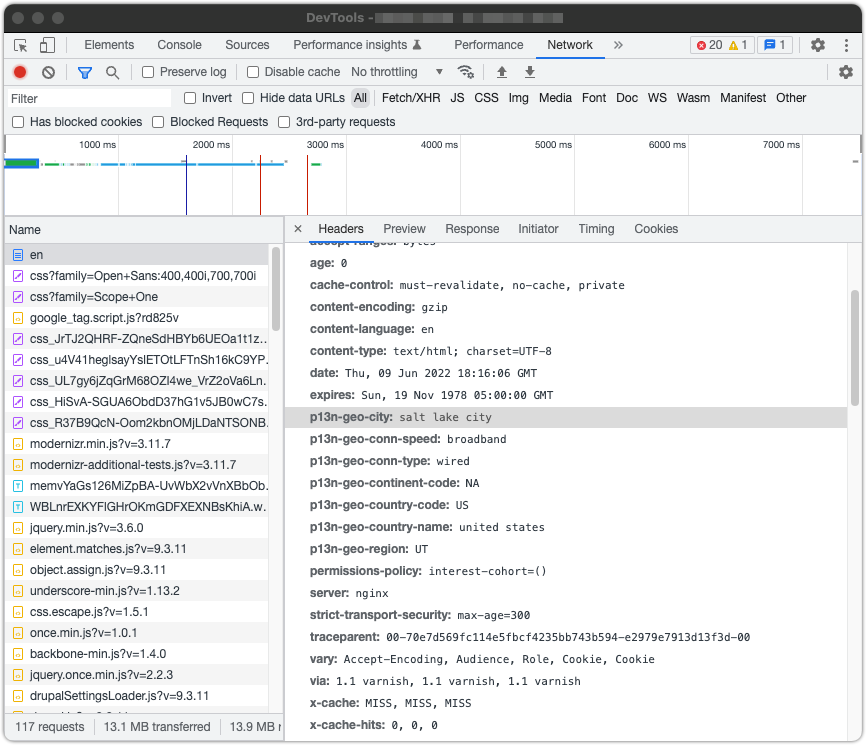 DevTools -
Elements Console Sources Performance insights Performance Network » 20 1 1
Preserve log Disable cache No throttling
Filter Invert Hide data URLs All Fetch/XHR JS CSS Img Media Font Doc WS Wasm Manifest Other
Has blocked cookies Blocked Requests 3rd-party requests
1000 ms 2000 ms 3000 ms 4000 ms 5000 ms 6000 ms 7000 ms
Name
en
css?family=Open+Sans:400,400i,700,700i
css?family=Scope+One
google_tag.script.js?rd825v
css_JrTJ2QHRF-ZQneSdHBYb6UEOa1t1z...
css_u4V41heglsayYslETOtLFTnSh16kC9YP...
css_UL7gy6jZqGrM68OZI4we_VrZ2oVa6Ln...
css_HiSvA-SGUA6ObdD37hG1v5JB0wC7s...
css_R37B9QcN-Oom2kbnOMjLDaNTSONB...
modernizr.min.js?v=3.11.7
modernizr-additional-tests.js?v=3.11.7
memvYaGs126MiZpBA-UvWbX2vVnXBbOb...
WBLnrEXKYFlGHrOKmGDFXEXNBsKhiA.w...
jquery.min.js?v=3.6.0
element.matches.js?v=9.3.11
object.assign.js?v=9.3.11
underscore-min.js?v=1.13.2
css.escape.js?v=1.5.1
once.min.js?v=1.0.1
backbone-min.js?v=1.4.0
jquery.once.min.js?v=2.2.3
drupalSettingsLoader.js?v=9.3.11
117 requests 13.1 MB transferred 13.9 MB r
× Headers Preview Response Initiator Timing Cookies
accept-ranges: bytes
age: 0
cache-control: must-revalidate, no-cache, private
content-encoding: gzip
content-language: en
content-type: text/html; charset=UTF-8
date: Thu, 09 Jun 2022 18:16:06 GMT
expires: Sun, 19 Nov 1978 05:00:00 GMT
p13n-geo-city: salt lake city
p13n-geo-conn-speed: broadband
p13n-geo-conn-type: wired
p13n-geo-continent-code: NA
p13n-geo-country-code: US
p13n-geo-country-name: united states
p13n-geo-region: UT
permissions-policy: interest-cohort=()
server: nginx
strict-transport-security: max-age=300
traceparent: 00-70e7d569fc114e5fbcf4235bb743b594-e2979e7913d13f3d-00
vary: Accept-Encoding, Audience, Role, Cookie, Cookie
via: 1.1 varnish, 1.1 varnish, 1.1 varnish
x-cache: MISS, MISS, MISS
x-cache-hits: 0, 0, 0